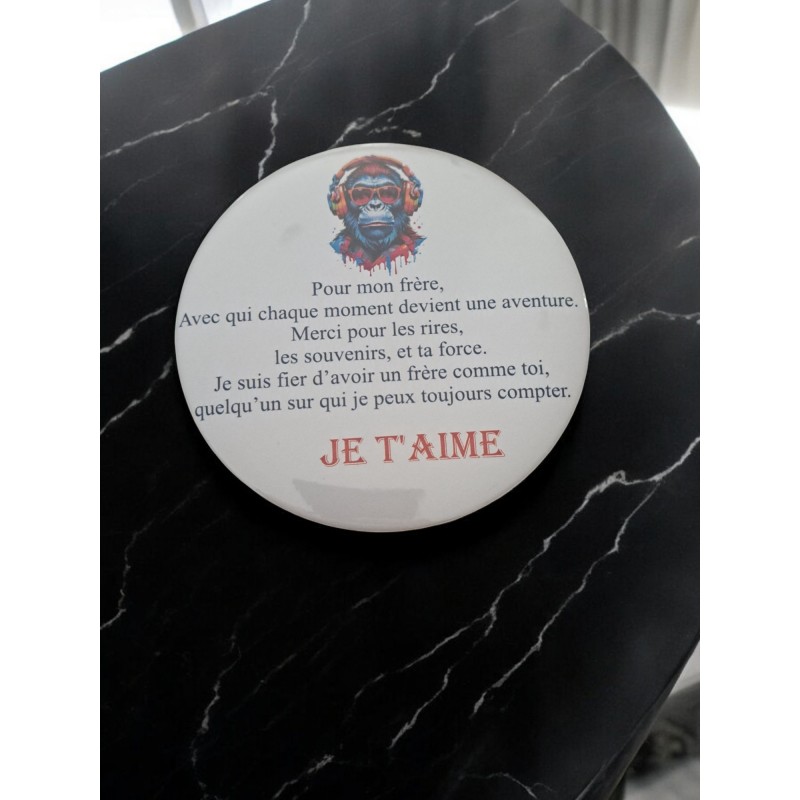 Pour mon frère,
Avec qui chaque moment devient une aventure.
Merci pour les rires,
les souvenirs, et ta force.
Je suis fier d’avoir un frère comme toi,
quelqu’un sur qui je peux toujours compter.
JE T'AIME